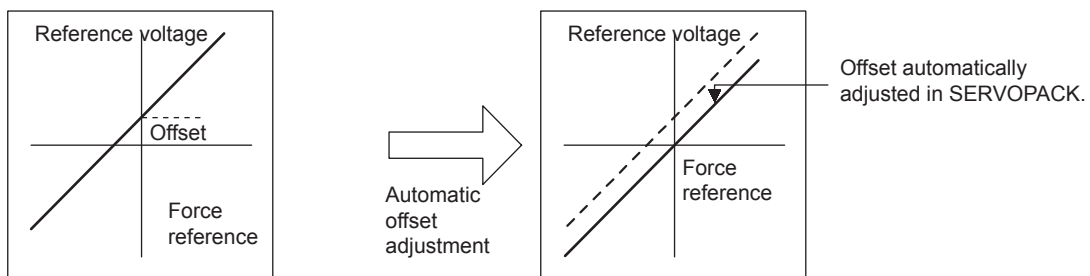 Reference voltage
Offset
Force
reference
Automatic
offset
adjustment
Reference voltage
Force
reference
Offset automatically
adjusted in SERVOPACK.